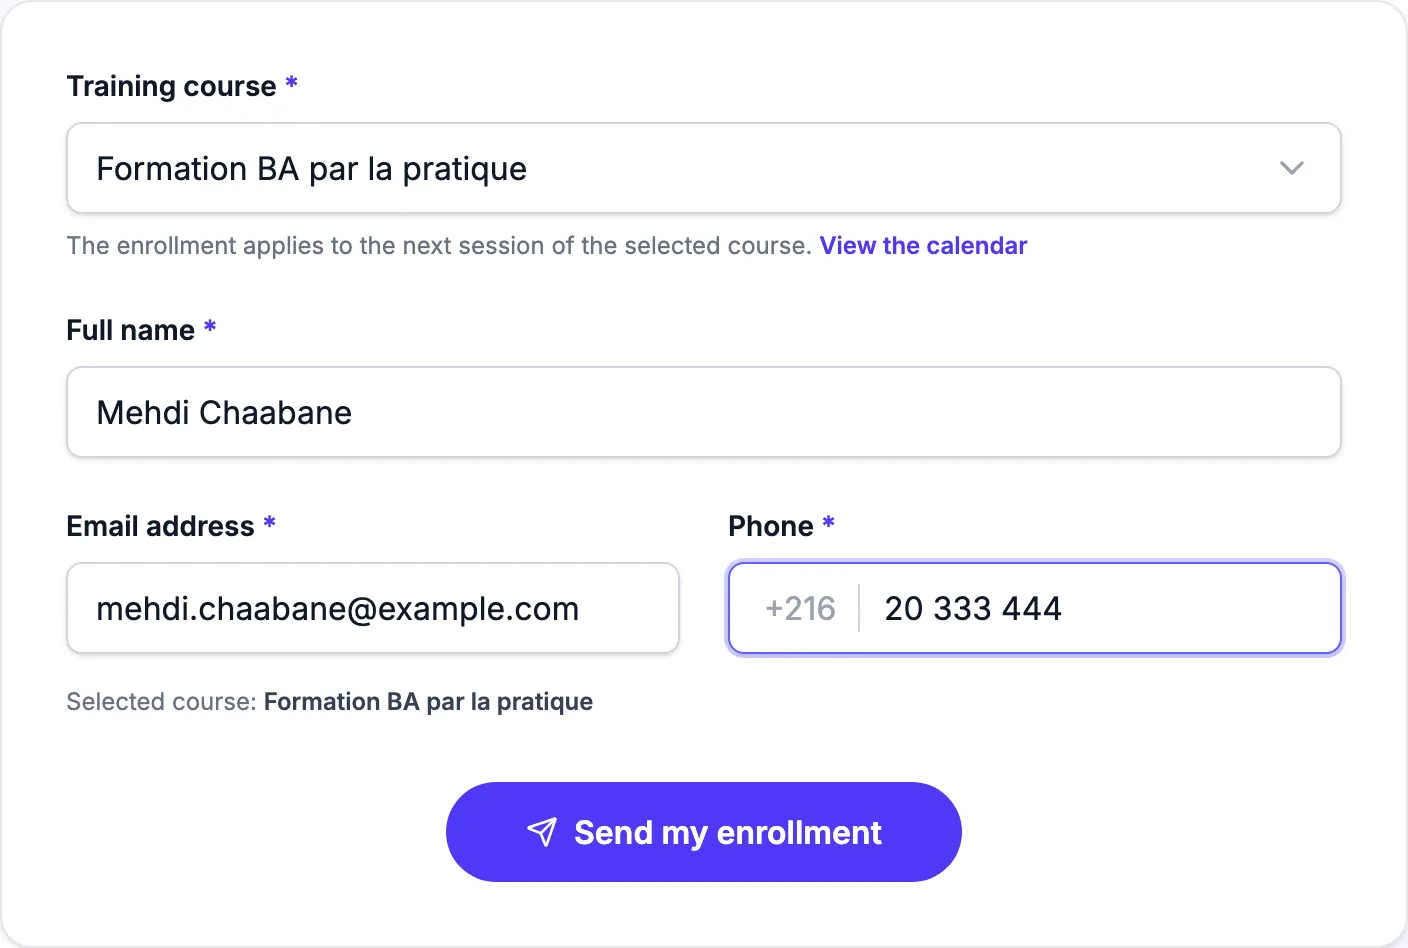 Training course *
Formation BA par la pratique
The enrollment applies to the next session of the selected course. View the calendar
Full name *
Mehdi Chaabane
Email address *
mehdi.chaabane@example.com
Phone *
+216 20 333 444
Selected course: Formation BA par la pratique
Send my enrollment